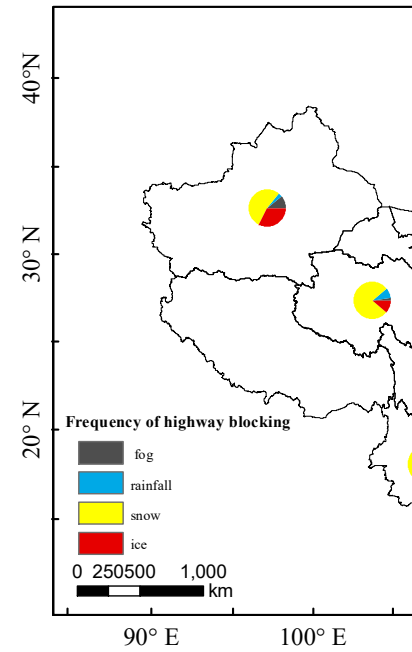 40° N
30° N
20° N
Frequency of highway blocking
fog
rainfall
snow
ice
0 250500 1,000
km
90° E 100° E